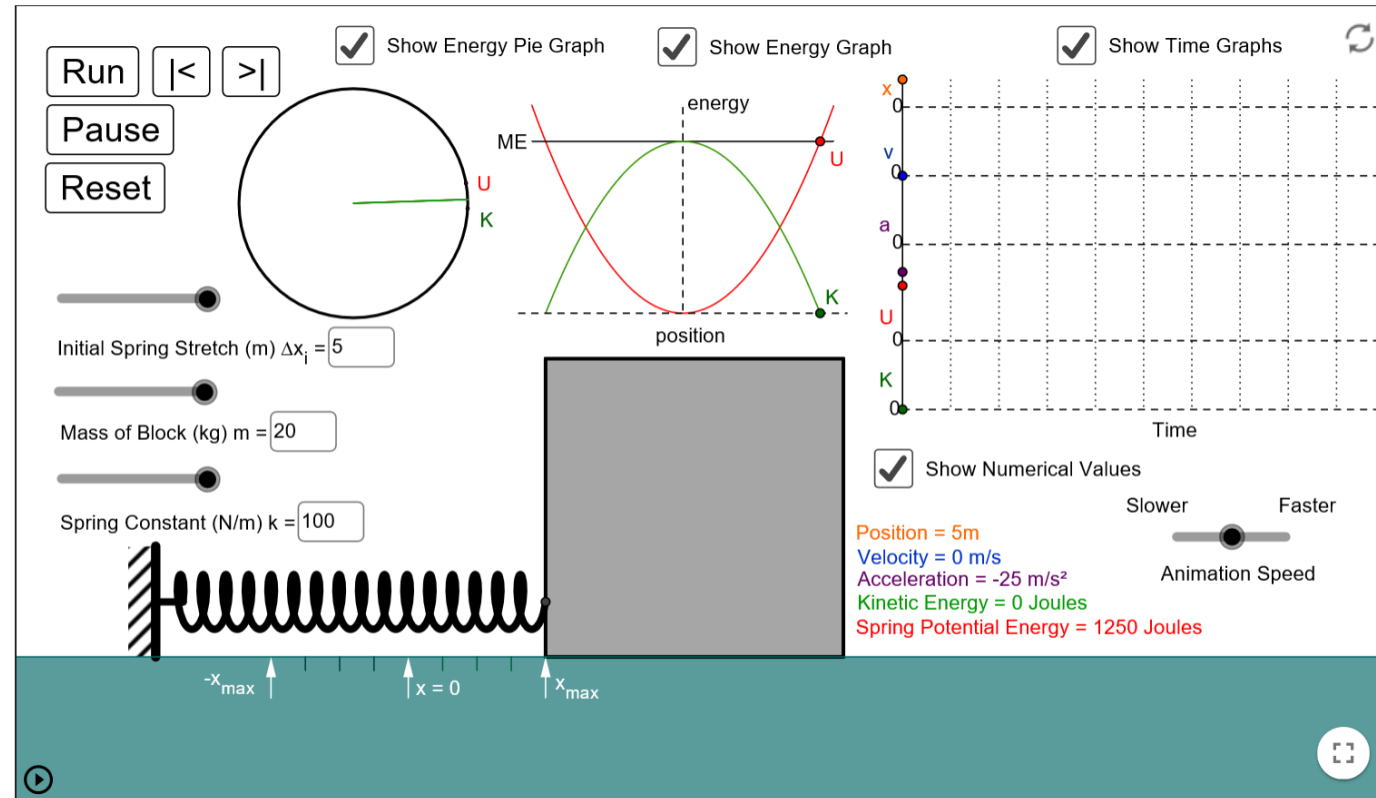 Run |< >|
Pause
Reset
Show Energy Pie Graph
Show Energy Graph
Show Time Graphs
U
K
energy
ME
U
K
position
x
0
v
0
a
0
U
0
K
0
Time
Initial Spring Stretch (m) Δxi = 5
Mass of Block (kg) m = 20
Spring Constant (N/m) k = 100
Show Numerical Values
Slower Faster
Animation Speed
Position = 5m
Velocity = 0 m/s
Acceleration = -25 m/s²
Kinetic Energy = 0 Joules
Spring Potential Energy = 1250 Joules
-xmax
x = 0
xmax